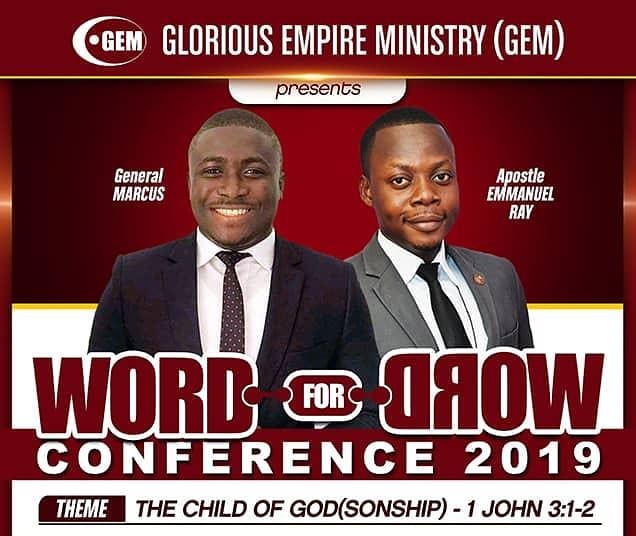 GEM GLORIOUS EMPIRE MINISTRY (GEM)
presents
General
MARCUS
Apostle
EMMANUEL
RAY
WORD FOR WORD
CONFERENCE 2019
THEME THE CHILD OF GOD(SONSHIP) - 1 JOHN 3:1-2